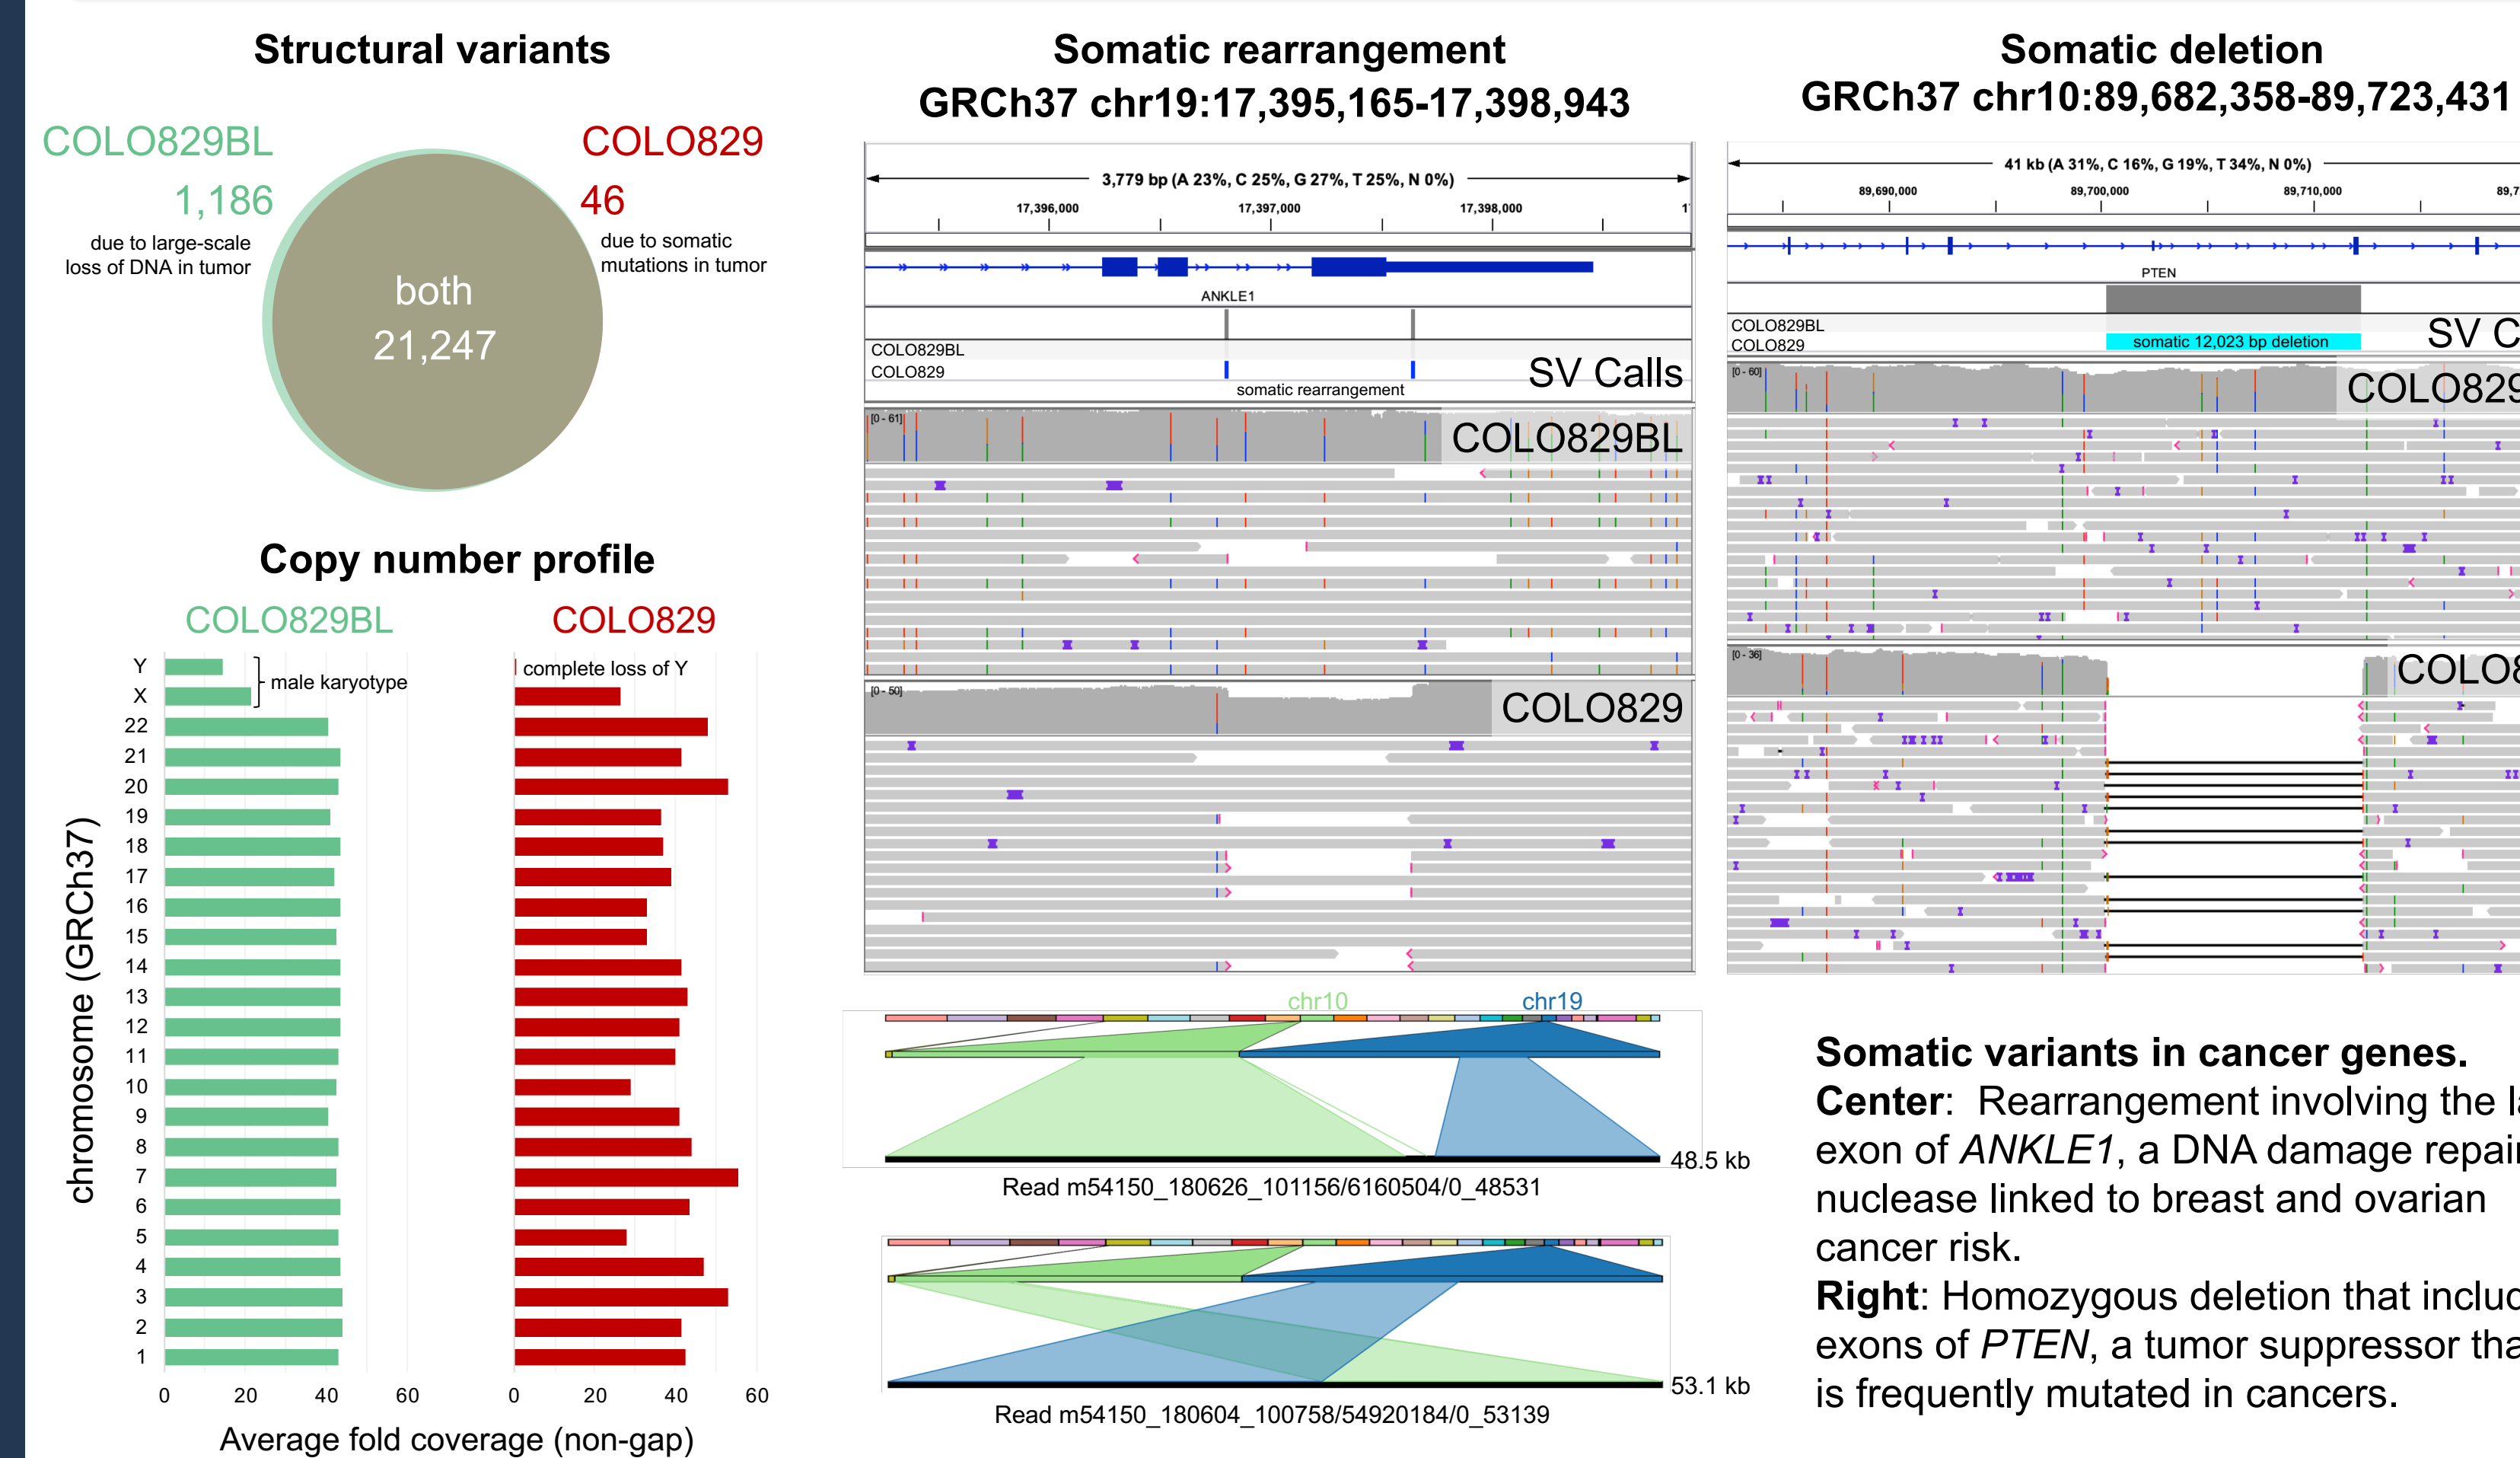 Structural variants
COLO829BL
1,186
due to large-scale
loss of DNA in tumor
COLO829
46
due to somatic
mutations in tumor
both
21,247
Copy number profile
COLO829BL
COLO829
Y
X
22
21
20
19
18
17
16
15
14
13
12
11
10
9
8
7
6
5
4
3
2
1
male karyotype
complete loss of Y
chromosome (GRCh37)
0 20 40 60
0 20 40 60
Average fold coverage (non-gap)
Somatic rearrangement
GRCh37 chr19:17,395,165-17,398,943
3,779 bp (A 23%, C 25%, G 27%, T 25%, N 0%)
17,396,000 17,397,000 17,398,000
ANKLE1
COLO829BL
COLO829
SV Calls
somatic rearrangement
[0 - 61]
COLO829BL
[0 - 50]
COLO829
chr10 chr19
48.5 kb
Read m54150_180626_101156/6160504/0_48531
53.1 kb
Read m54150_180604_100758/54920184/0_53139
Somatic deletion
GRCh37 chr10:89,682,358-89,723,431
41 kb (A 31%, C 16%, G 19%, T 34%, N 0%)
89,690,000 89,700,000 89,710,000
PTEN
COLO829BL
COLO829
somatic 12,023 bp deletion
SV
[0 - 60]
COLO829
[0 - 36]
Somatic variants in cancer genes.
Center: Rearrangement involving the
exon of ANKLE1, a DNA damage repair
nuclease linked to breast and ovarian
cancer risk.
Right: Homozygous deletion that
exons of PTEN, a tumor suppressor
is frequently mutated in cancers.